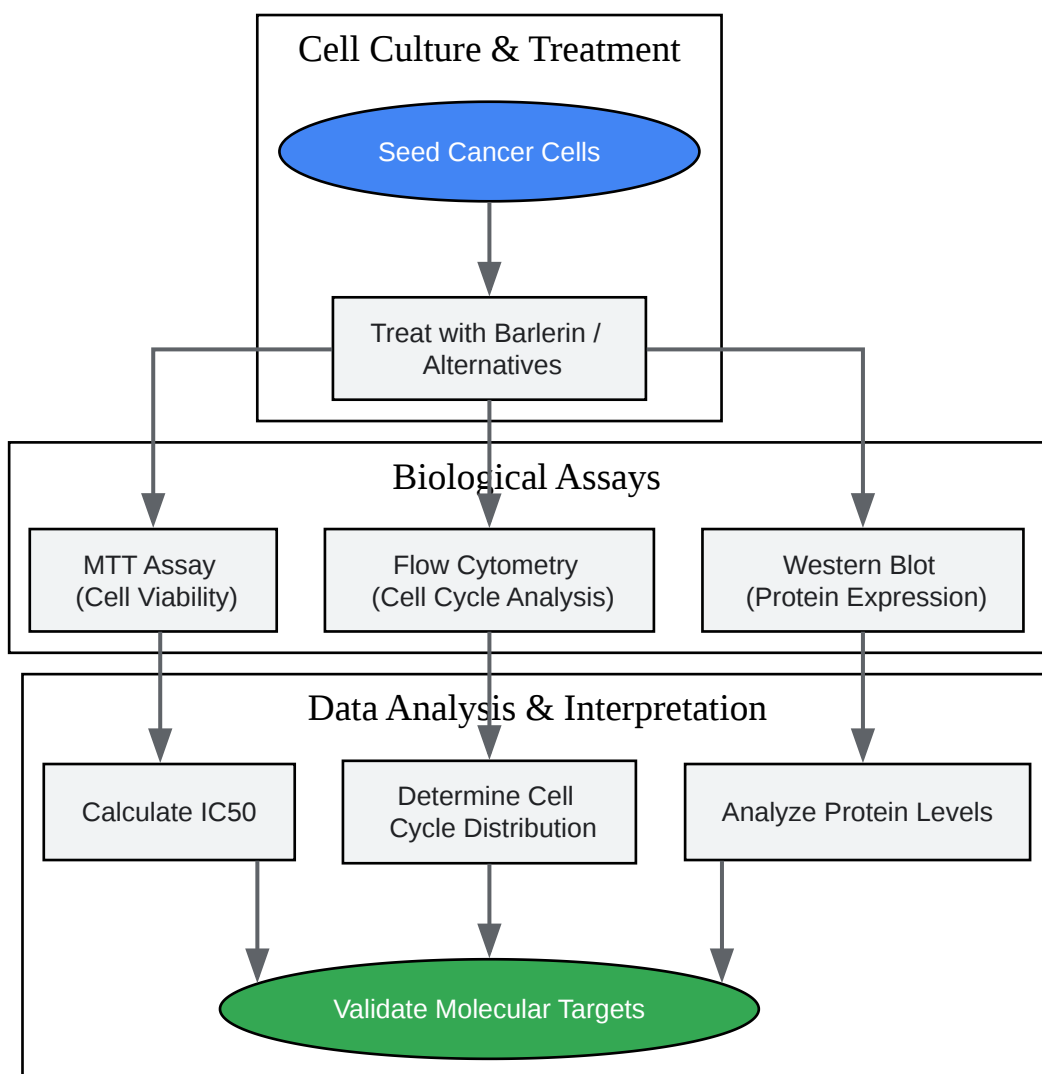 Cell Culture & Treatment
Seed Cancer Cells
Treat with Barlerin /
Alternatives
Biological Assays
MTT Assay
(Cell Viability)
Flow Cytometry
(Cell Cycle Analysis)
Western Blot
(Protein Expression)
Data Analysis & Interpretation
Calculate IC50
Determine Cell
Cycle Distribution
Analyze Protein Levels
Validate Molecular Targets